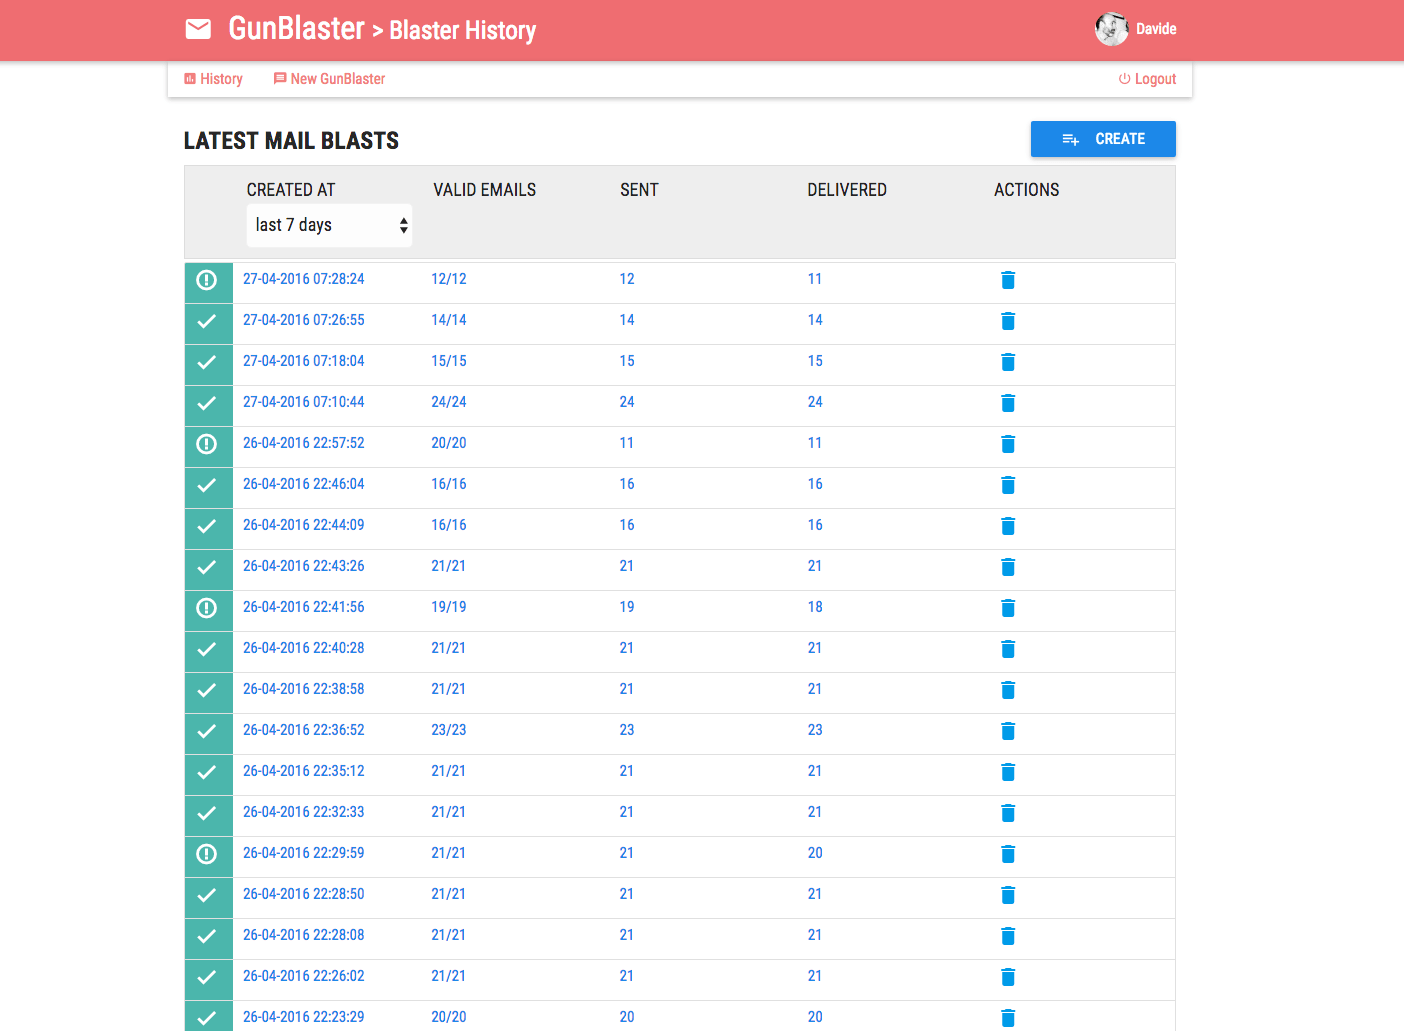 GunBlaster > Blaster History
Davide
History New GunBlaster Logout
LATEST MAIL BLASTS
CREATE
CREATED AT VALID EMAILS SENT DELIVERED ACTIONS
last 7 days
27-04-2016 07:28:24 12/12 12 11
27-04-2016 07:26:55 14/14 14 14
27-04-2016 07:18:04 15/15 15 15
27-04-2016 07:10:44 24/24 24 24
26-04-2016 22:57:52 20/20 11 11
26-04-2016 22:46:04 16/16 16 16
26-04-2016 22:44:09 16/16 16 16
26-04-2016 22:43:26 21/21 21 21
26-04-2016 22:41:56 19/19 19 18
26-04-2016 22:40:28 21/21 21 21
26-04-2016 22:38:58 21/21 21 21
26-04-2016 22:36:52 23/23 23 23
26-04-2016 22:35:12 21/21 21 21
26-04-2016 22:32:33 21/21 21 21
26-04-2016 22:29:59 21/21 21 20
26-04-2016 22:28:50 21/21 21 21
26-04-2016 22:28:08 21/21 21 21
26-04-2016 22:26:02 21/21 21 21
26-04-2016 22:23:29 20/20 20 20